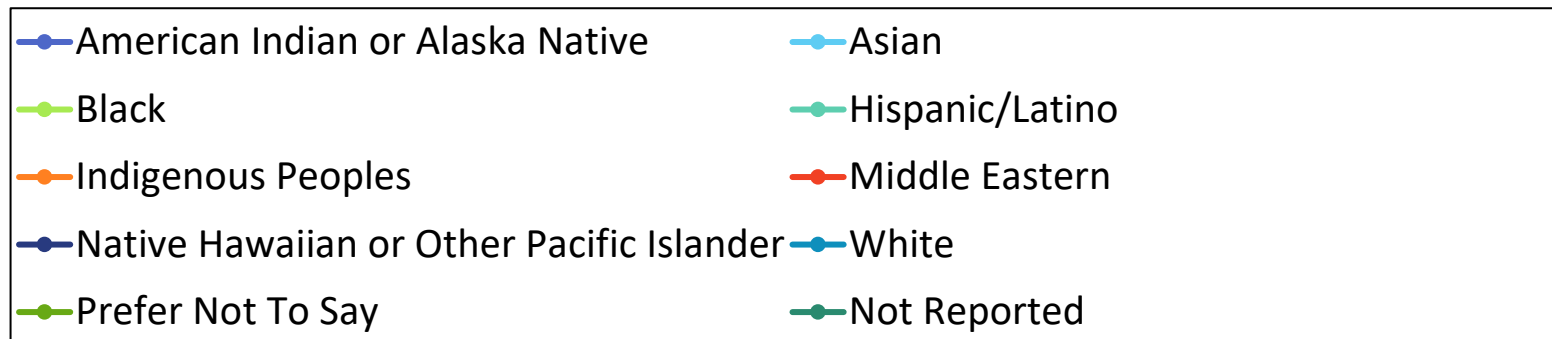 American Indian or Alaska Native
Asian
Black
Hispanic/Latino
Indigenous Peoples
Middle Eastern
Native Hawaiian or Other Pacific Islander
White
Prefer Not To Say
Not Reported